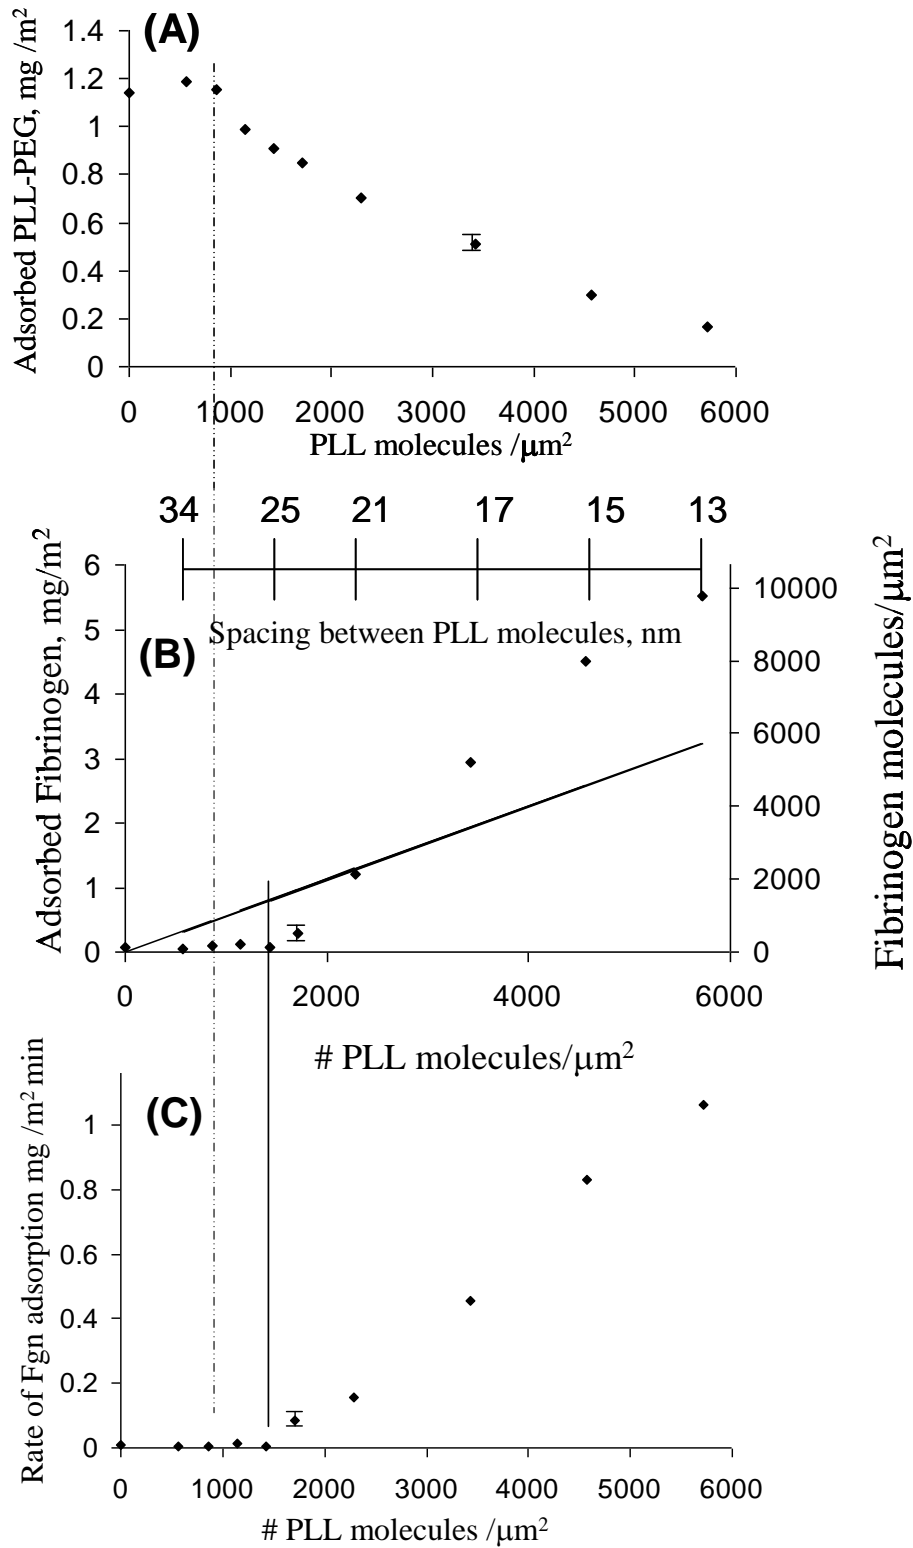 (A)
Adsorbed PLL-PEG, mg /m²
1.4
1.2
1
0.8
0.6
0.4
0.2
0
0 1000 2000 3000 4000 5000 6000
PLL molecules /μm²
34 25 21 17 15 13
Spacing between PLL molecules, nm
(B)
Adsorbed Fibrinogen, mg/m²
6
5
4
3
2
1
0
Fibrinogen molecules/μm²
10000
8000
6000
4000
2000
0
0 2000 4000 6000
# PLL molecules/μm²
(C)
Rate of Fgn adsorption mg /m² min
1
0.8
0.6
0.4
0.2
0
0 1000 2000 3000 4000 5000 6000
# PLL molecules /μm²